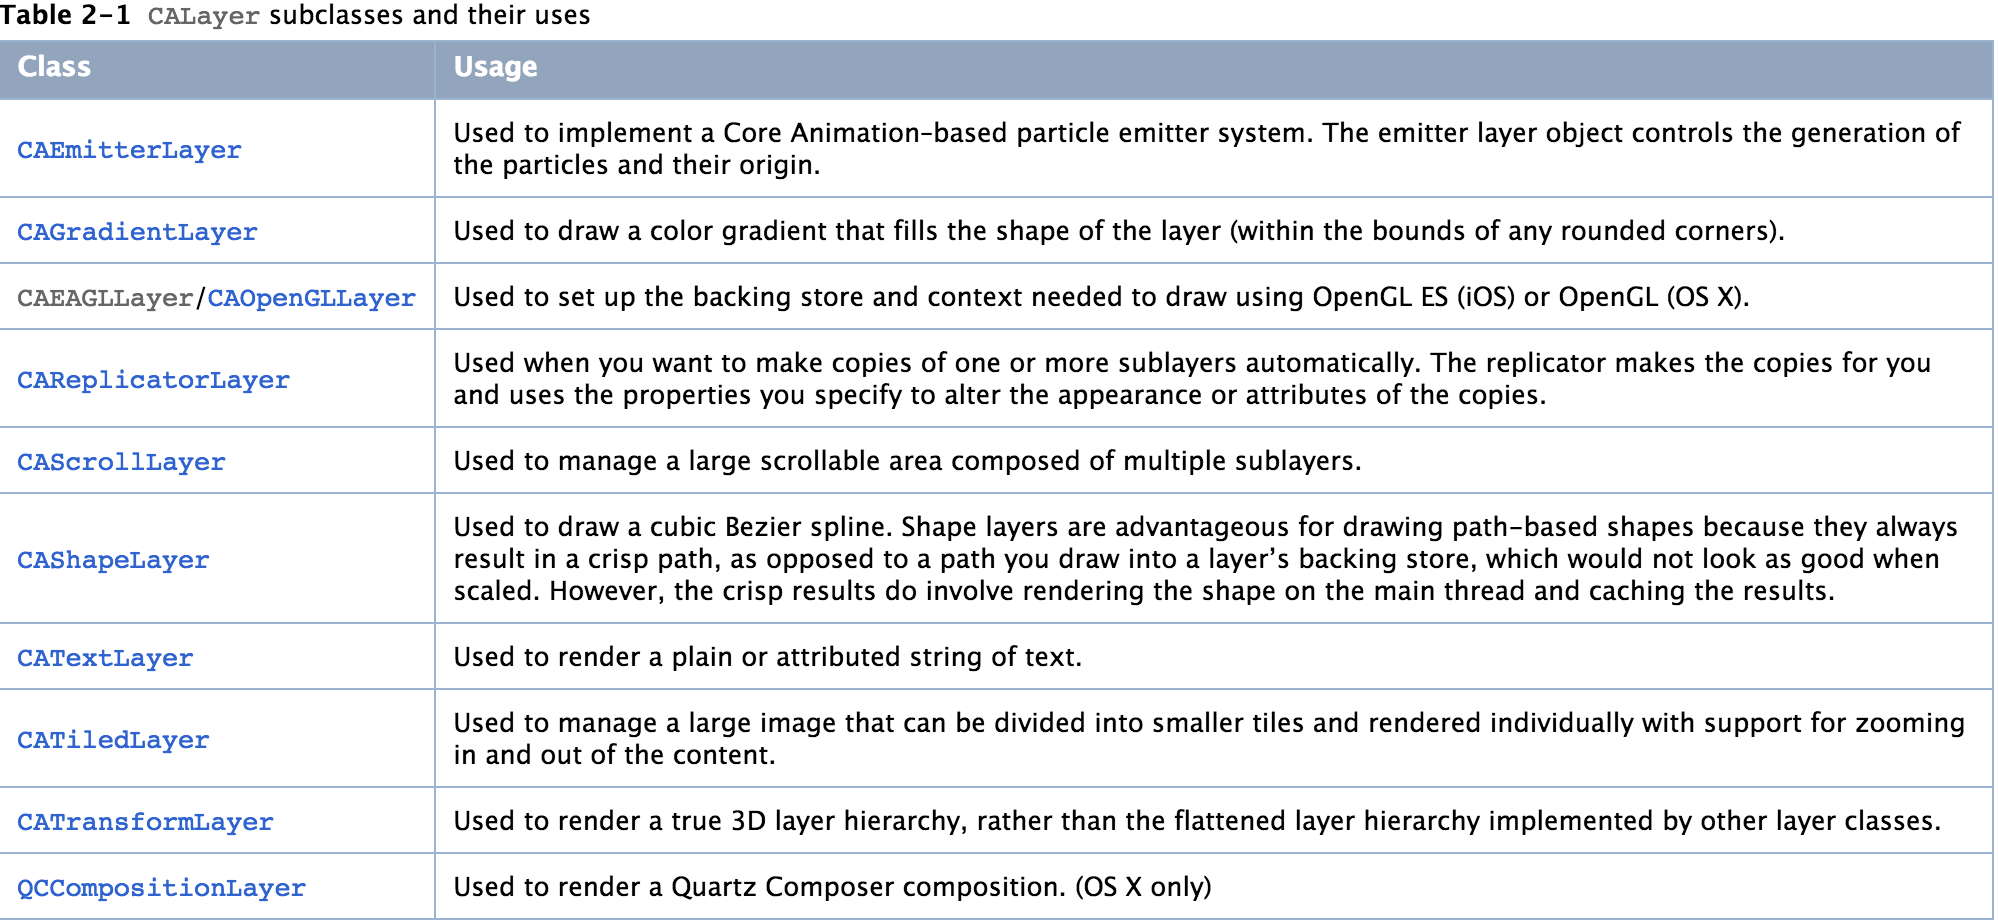 Table 2-1 CALayer subclasses and their uses
Class Usage
CAEmitterLayer Used to implement a Core Animation–based particle emitter system. The emitter layer object controls the generation of
the particles and their origin.
CAGradientLayer Used to draw a color gradient that fills the shape of the layer (within the bounds of any rounded corners).
CAEAGLLayer/CAOpenGLLayer Used to set up the backing store and context needed to draw using OpenGL ES (iOS) or OpenGL (OS X).
CAReplicatorLayer Used when you want to make copies of one or more sublayers automatically. The replicator makes the copies for you
and uses the properties you specify to alter the appearance or attributes of the copies.
CAScrollLayer Used to manage a large scrollable area composed of multiple sublayers.
CAShapeLayer Used to draw a cubic Bezier spline. Shape layers are advantageous for drawing path-based shapes because they always
result in a crisp path, as opposed to a path you draw into a layer’s backing store, which would not look as good when
scaled. However, the crisp results do involve rendering the shape on the main thread and caching the results.
CATextLayer Used to render a plain or attributed string of text.
CATiledLayer Used to manage a large image that can be divided into smaller tiles and rendered individually with support for zooming
in and out of the content.
CATransformLayer Used to render a true 3D layer hierarchy, rather than the flattened layer hierarchy implemented by other layer classes.
QCCompositionLayer Used to render a Quartz Composer composition. (OS X only)